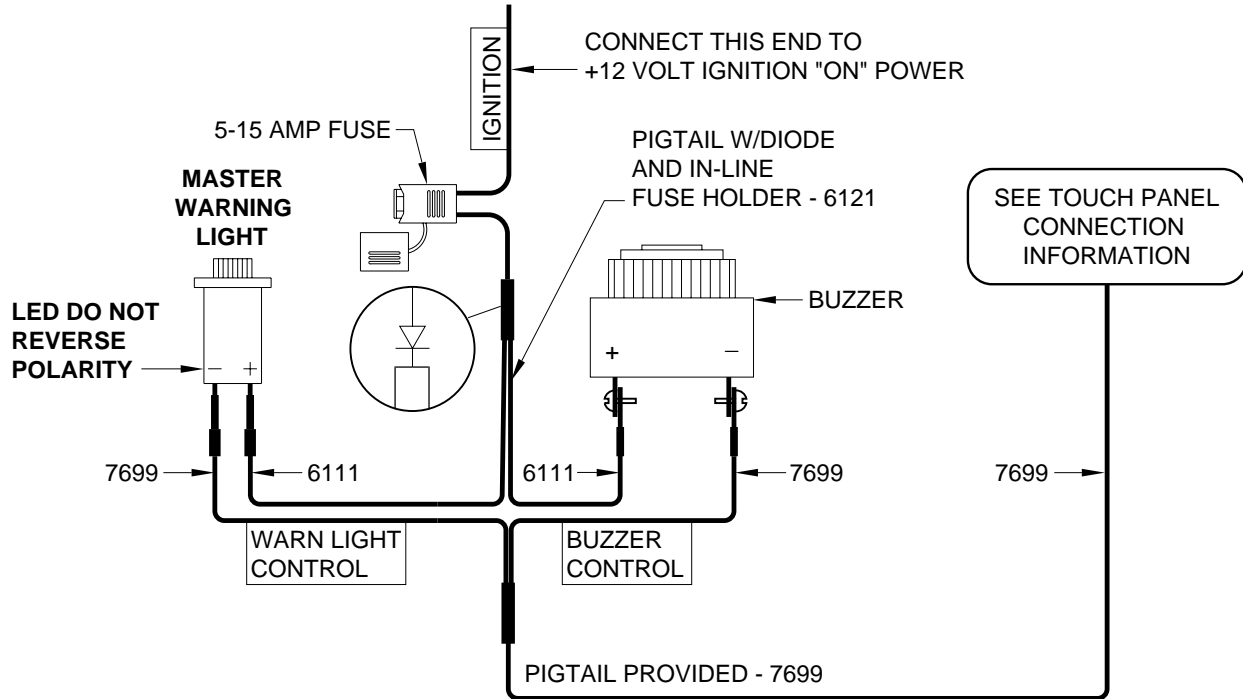 CONNECT THIS END TO
+12 VOLT IGNITION "ON" POWER
IGNITION
5-15 AMP FUSE
PIGTAIL W/DIODE
AND IN-LINE
FUSE HOLDER - 6121
MASTER
WARNING
LIGHT
SEE TOUCH PANEL
CONNECTION
INFORMATION
LED DO NOT
REVERSE
POLARITY
BUZZER
- +
+ -
7699
6111
6111
7699
7699
WARN LIGHT
CONTROL
BUZZER
CONTROL
PIGTAIL PROVIDED - 7699